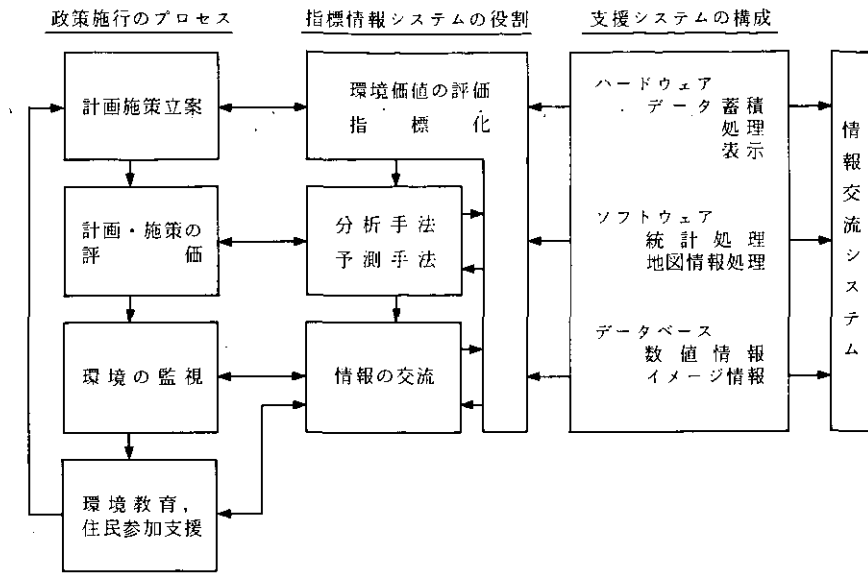 政策施行のプロセス
指標情報システムの役割
支援システムの構成
計画施策立案
計画・施策の
評価
環境の監視
環境教育，
住民参加支援
環境価値の評価
指標化
分析手法
予測手法
情報の交流
ハードウェア
データ蓄積
処理
表示
ソフトウェア
統計処理
地図情報処理
データベース
数値情報
イメージ情報
情報交流システム